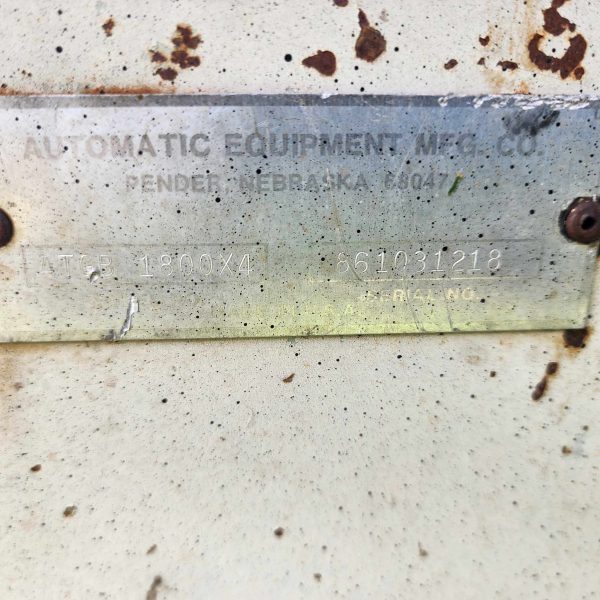 AUTOMATIC EQUIPMENT MFG. CO.
PENDER, NEBRASKA 68047
1800X4 861031218
SERIAL NO.